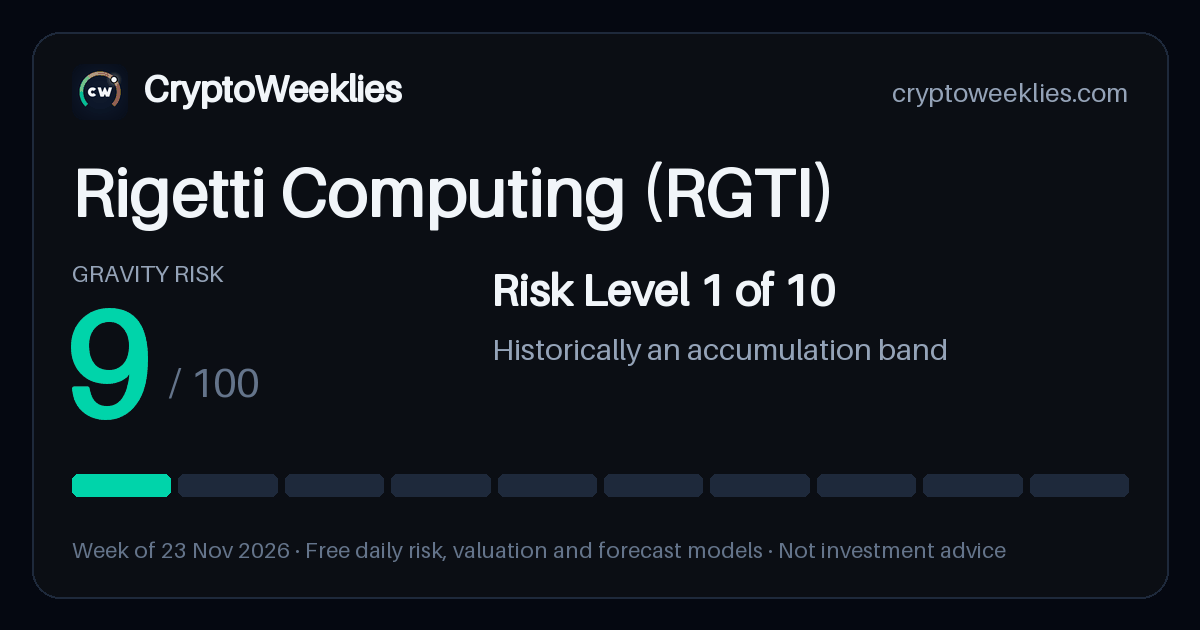 CW
CryptoWeeklies
cryptoweeklies.com
Rigetti Computing (RGTI)
GRAVITY RISK
9 / 100
Risk Level 1 of 10
Historically an accumulation band
Week of 23 Nov 2026 · Free daily risk, valuation and forecast models · Not investment advice